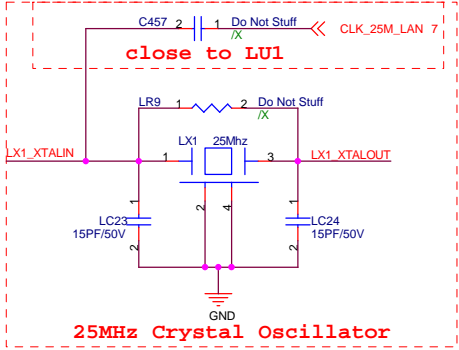 C457 2 1 Do Not Stuff
/X
CLK_25M_LAN 7
close to LU1
LR9 1 2 Do Not Stuff
/X
LX1 25Mhz
LX1_XTALIN 1 3 LX1_XTALOUT
1 2 4 1
LC23 LC24
15PF/50V 15PF/50V
2 2
GND
25MHz Crystal Oscillator